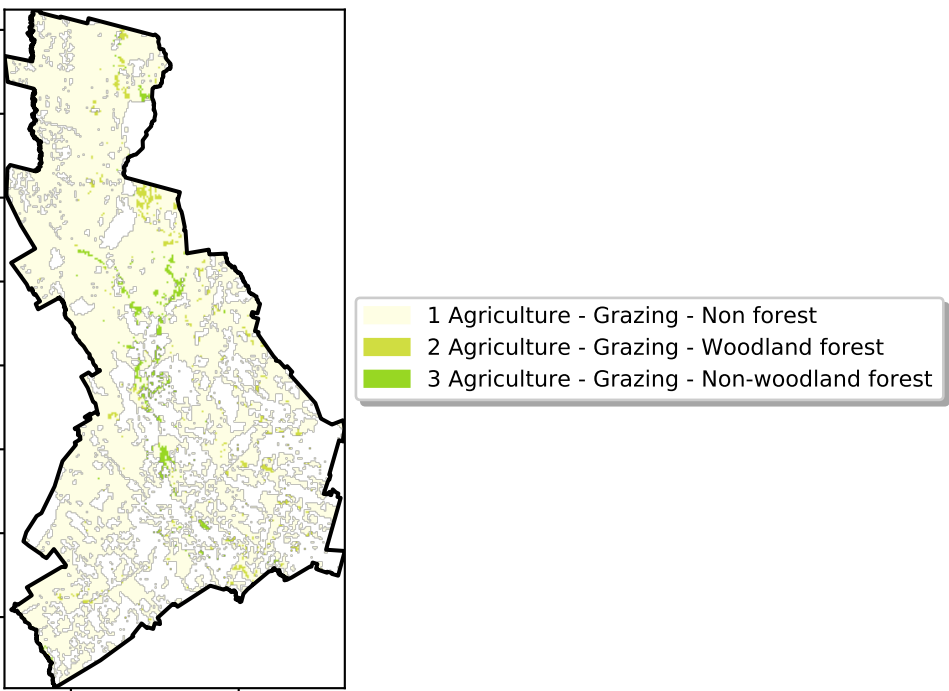 1 Agriculture - Grazing - Non forest
2 Agriculture - Grazing - Woodland forest
3 Agriculture - Grazing - Non-woodland forest